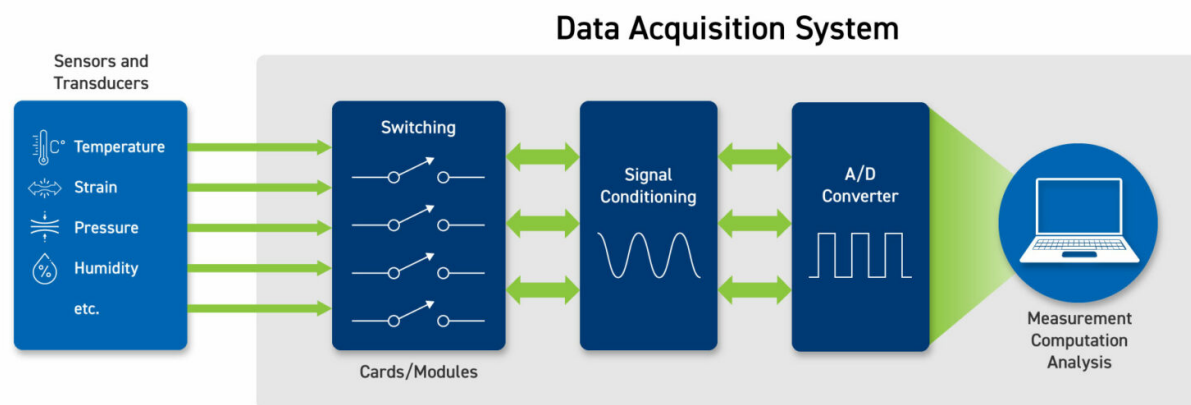 Data Acquisition System
Sensors and
Transducers
C°
Temperature
Strain
Pressure
%
Humidity
etc.
Switching
Cards/Modules
Signal
Conditioning
A/D
Converter
Measurement
Computation
Analysis